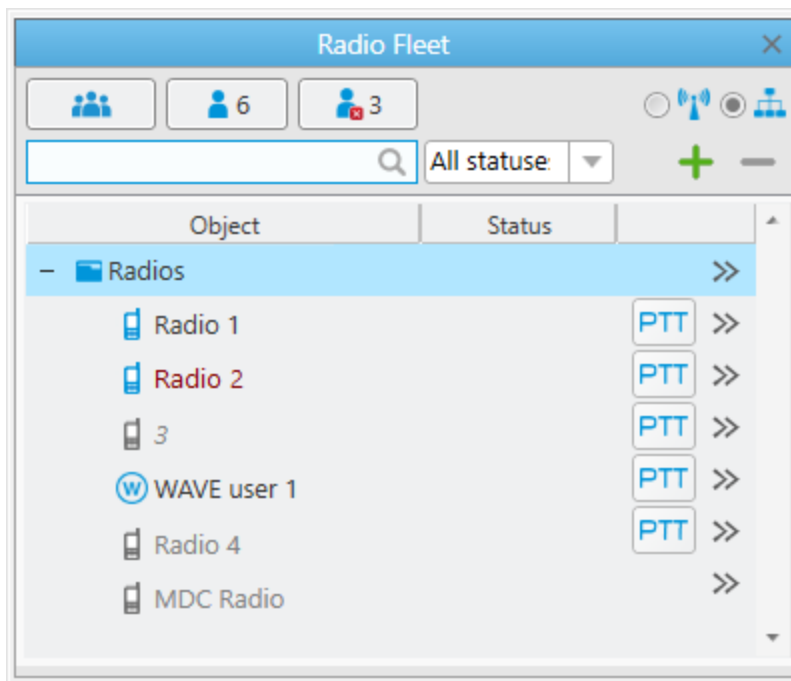 Radio Fleet
6 3
All statuse
Object Status
Radios
Radio 1 PTT
Radio 2 PTT
3 PTT
W WAVE user 1 PTT
Radio 4 PTT
MDC Radio